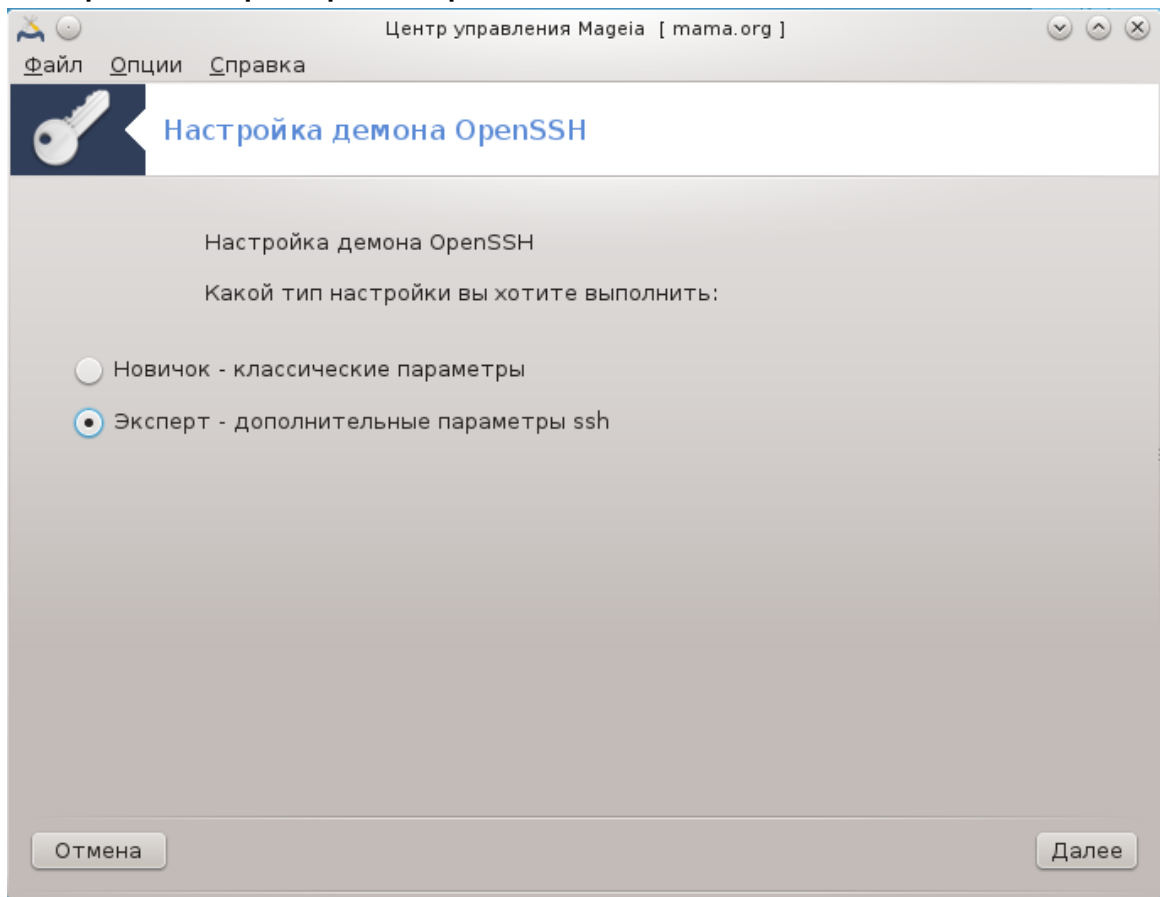 Центр управления Mageia [ mama.org ]
Файл Опции Справка
Настройка демона OpenSSH
Настройка демона OpenSSH
Какой тип настройки вы хотите выполнить:
Новичок - классические параметры
Эксперт - дополнительные параметры ssh
Отмена Далее